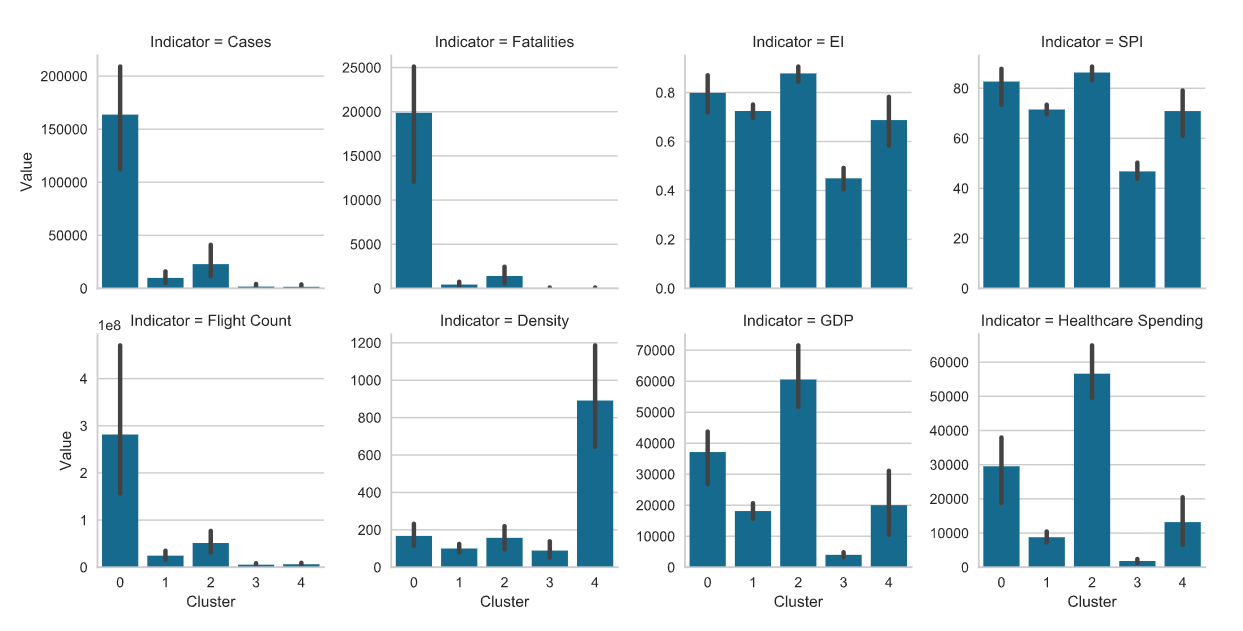 Indicator = Cases
Indicator = Fatalities
Indicator = EI
Indicator = SPI
Value
200000
150000
100000
50000
0
25000
20000
15000
10000
5000
0
0.8
0.6
0.4
0.2
0.0
80
60
40
20
0
Indicator = Flight Count
Indicator = Density
Indicator = GDP
Indicator = Healthcare Spending
1e8
Value
4
3
2
1
0
1200
1000
800
600
400
200
0
70000
60000
50000
40000
30000
20000
10000
0
60000
50000
40000
30000
20000
10000
0
0 1 2 3 4
0 1 2 3 4
0 1 2 3 4
0 1 2 3 4
Cluster
Cluster
Cluster
Cluster